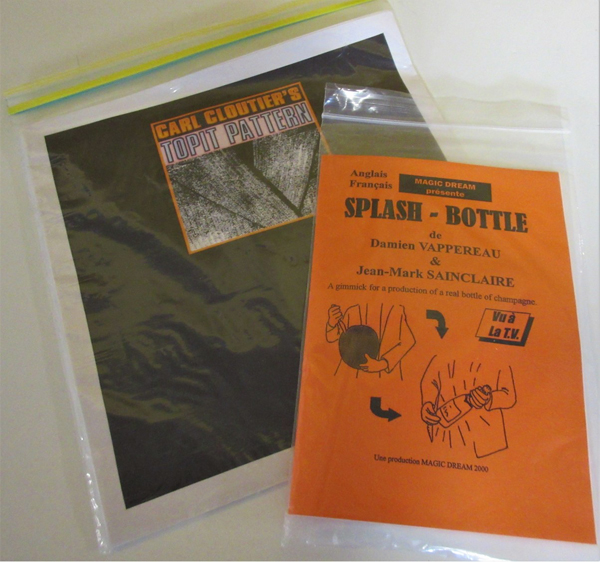 CARL CLOUTIER'S
TOPIT PATTERN
Anglais
Français
MAGIC DREAM
présente
SPLASH - BOTTLE
de
Damien VAPPEREAU
&
Jean-Mark SAINCLAIRE
A gimmick for a production of a real bottle of champagne.
Vu à
La T.V.
Une production MAGIC DREAM 2000